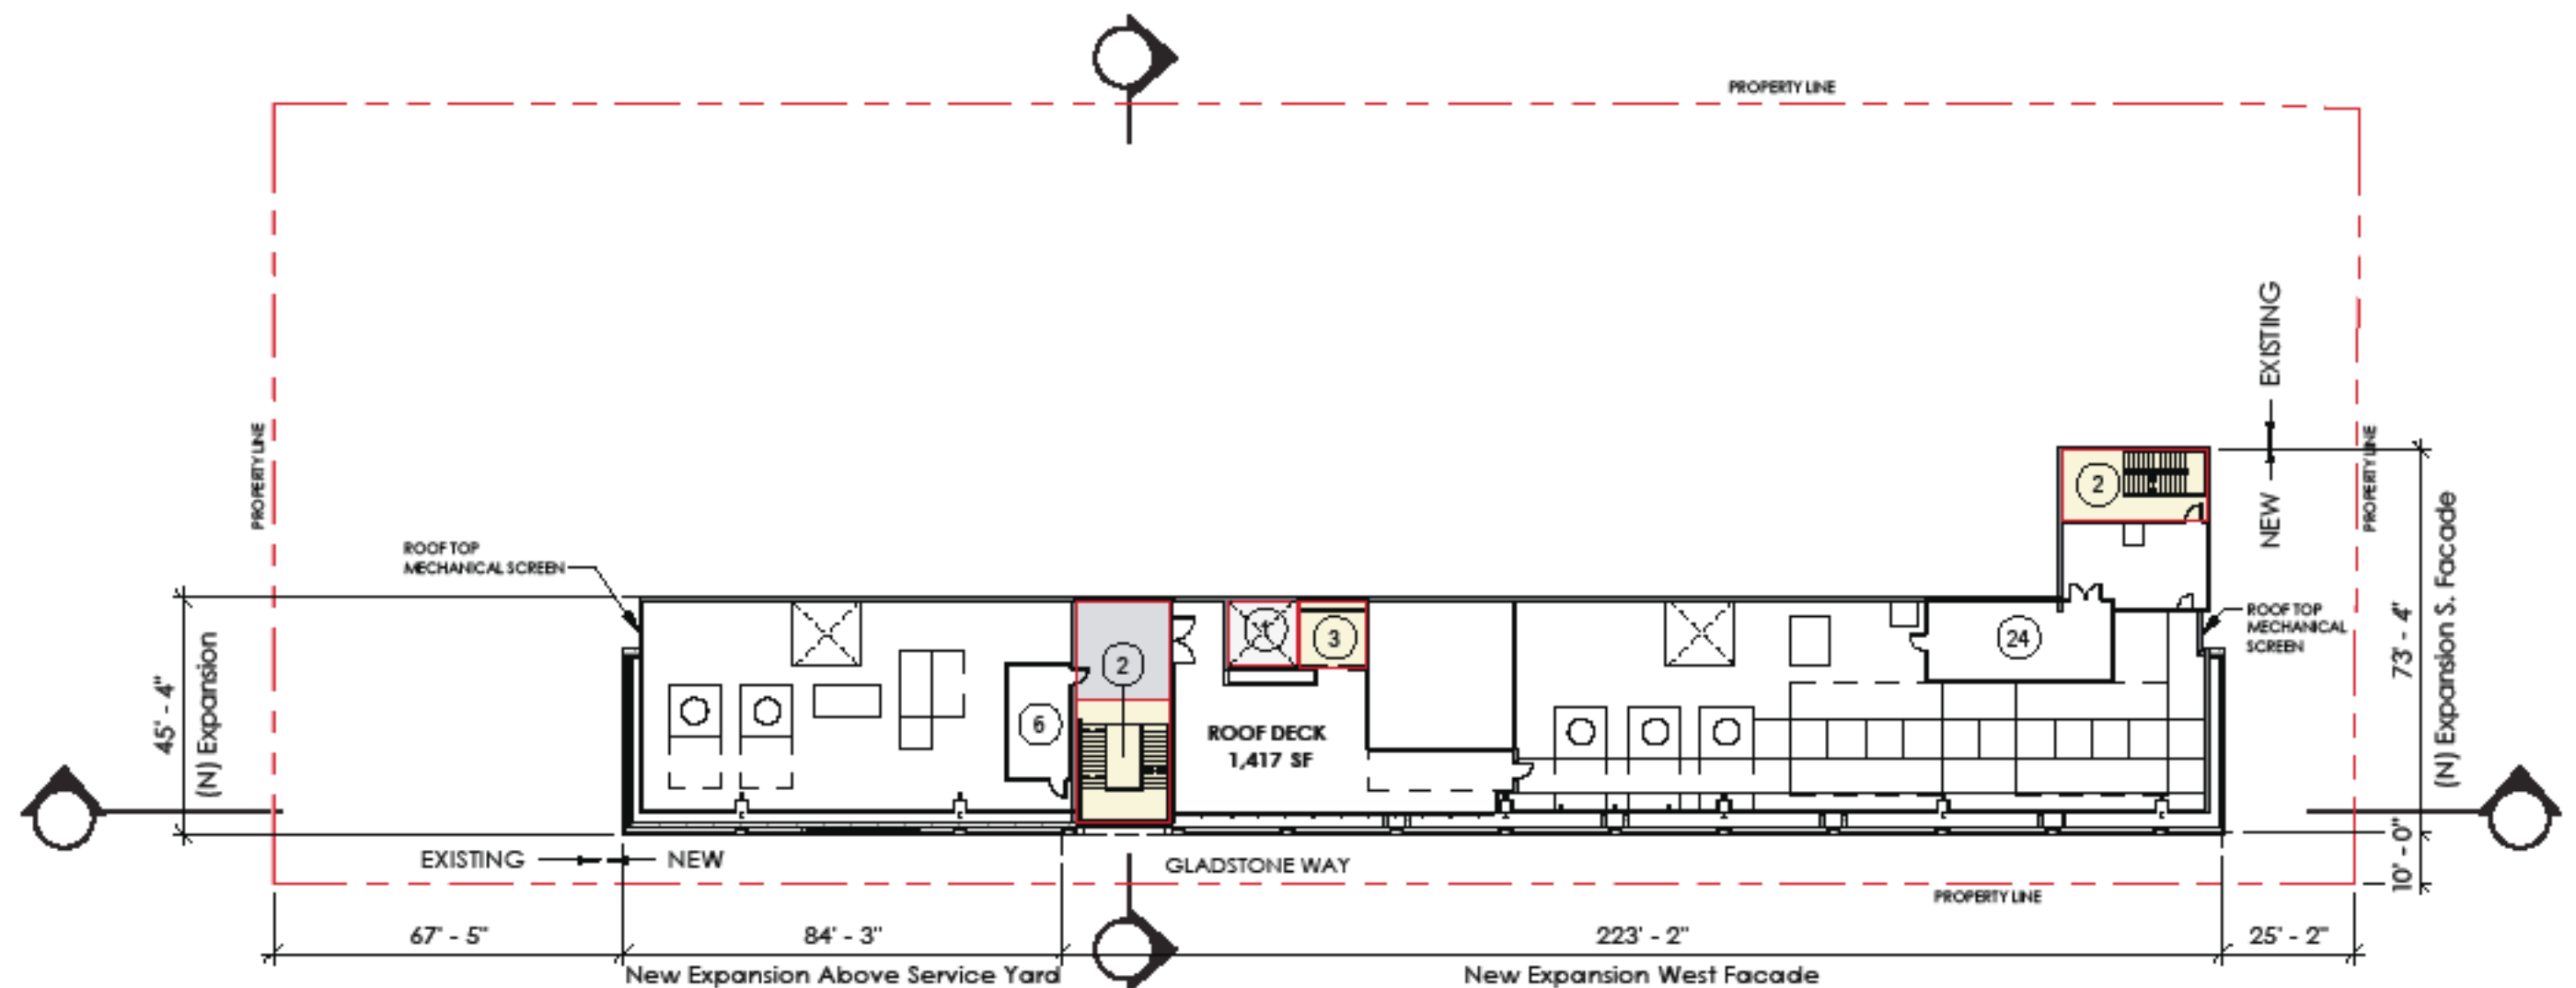 PROPERTY LINE
EXISTING
NEW
PROPERTY LINE
PROPERTY LINE
73' - 4"
(N) Expansion S. Facade
2
ROOF TOP
MECHANICAL SCREEN
45' - 4"
(N) Expansion
ROOF TOP
MECHANICAL
SCREEN
2
3
24
6
ROOF DECK
1,417 SF
EXISTING
NEW
GLADSTONE WAY
10' - 0"
PROPERTY LINE
67' - 5"
84' - 3"
223' - 2"
25' - 2"
New Expansion Above Service Yard
New Expansion West Facade